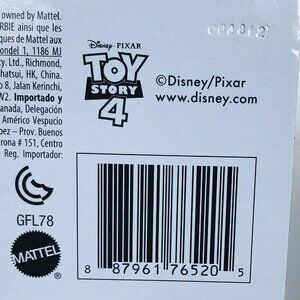 owned by Mattel.
RBIE ainsi que les
ques de Mattel aux
ondel 1, 1186 MJ
ty. Ltd., Richmond,
hatsui, HK, China.
o 8, Jalan Kerinchi,
W2. Importado y
anada, Delegación
Américo Vespucio
pez – Prov. Buenos
rona # 151, Centro
Reg. Importador:
DISNEY · PIXAR
TOY
STORY
4
©Disney/Pixar
www.disney.com
GFL78
MATTEL
8 87961 76520 5